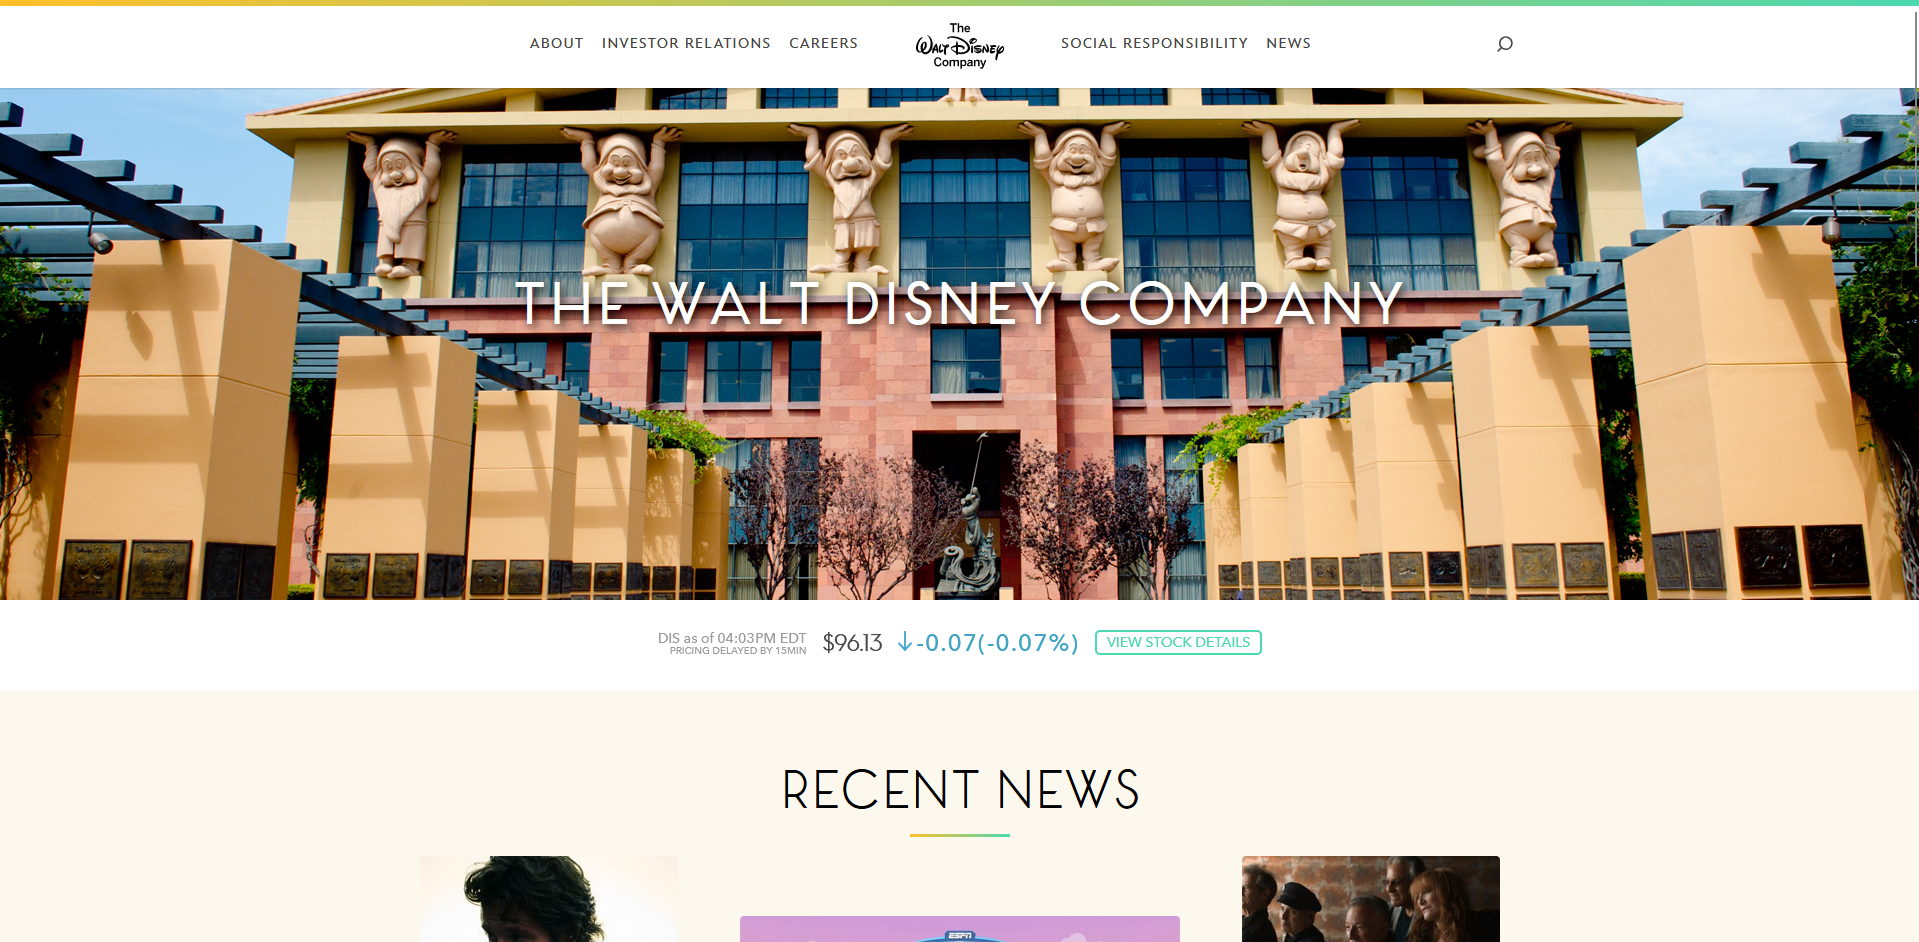 ABOUT INVESTOR RELATIONS CAREERS
The
WALT DISNEY
Company
SOCIAL RESPONSIBILITY NEWS
THE WALT DISNEY COMPANY
DIS as of 04:03PM EDT
PRICING DELAYED BY 15MIN
$96.13
-0.07(-0.07%)
VIEW STOCK DETAILS
RECENT NEWS
ESPN